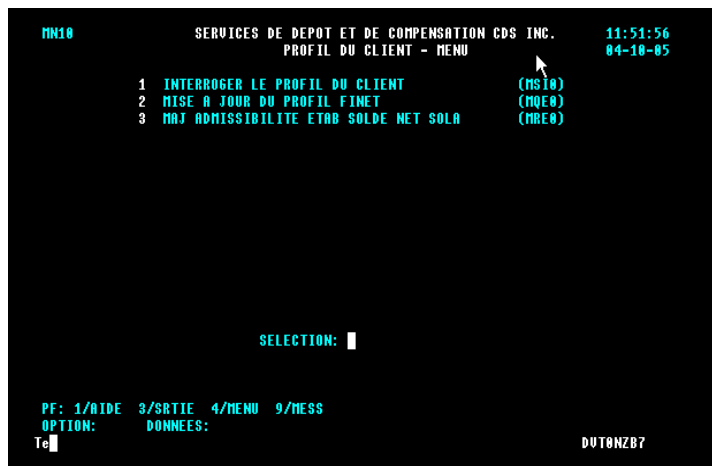 MN10 SERVICES DE DEPOT ET DE COMPENSATION CDS INC. 11:51:56
PROFIL DU CLIENT - MENU 04-10-05
1 INTERROGER LE PROFIL DU CLIENT (MSI0)
2 MISE A JOUR DU PROFIL FINET (MQE0)
3 MAJ ADMISSIBILITE ETAB SOLDE NET SOLA (MRE0)
SELECTION:
PF: 1/AIDE 3/SRTIE 4/MENU 9/MESS
OPTION: DONNEES:
Te DVT0NZB7